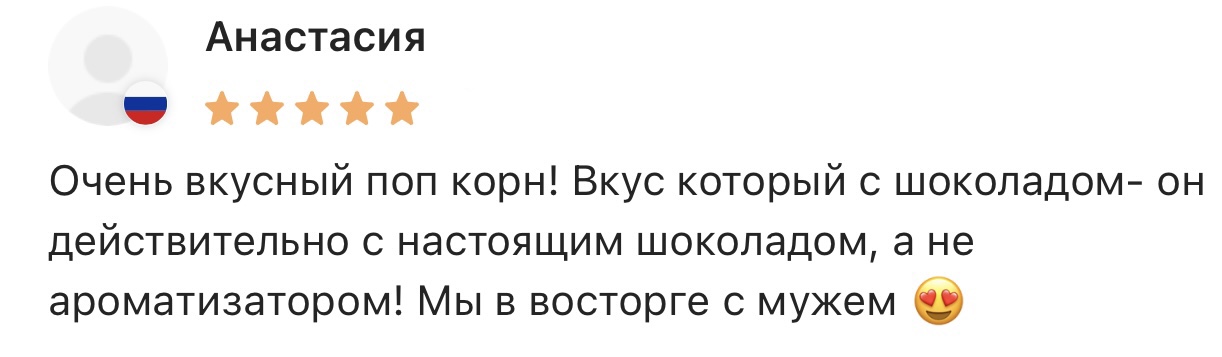 Анастасия
Очень вкусный поп корн! Вкус который с шоколадом- он
действительно с настоящим шоколадом, а не
ароматизатором! Мы в восторге с мужем 😍